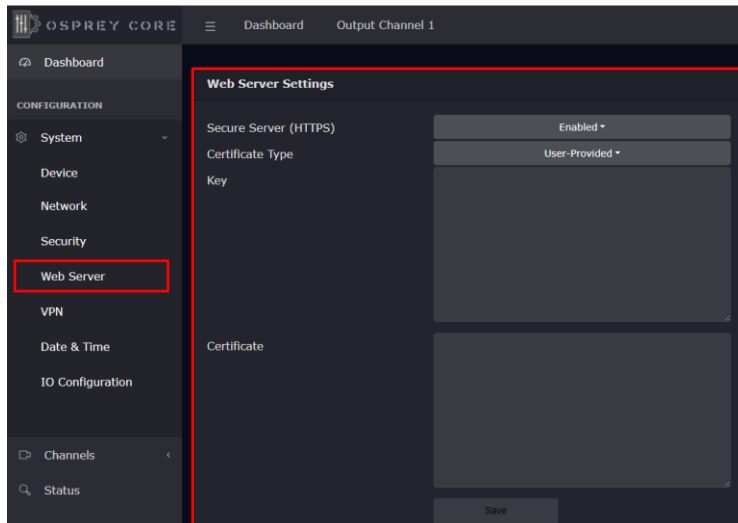 OSPREY CORE
Dashboard Output Channel 1
Dashboard
CONFIGURATION
System
Device
Network
Security
Web Server
VPN
Date & Time
IO Configuration
Channels
Status
Web Server Settings
Secure Server (HTTPS) Enabled
Certificate Type User-Provided
Key
Certificate
Save